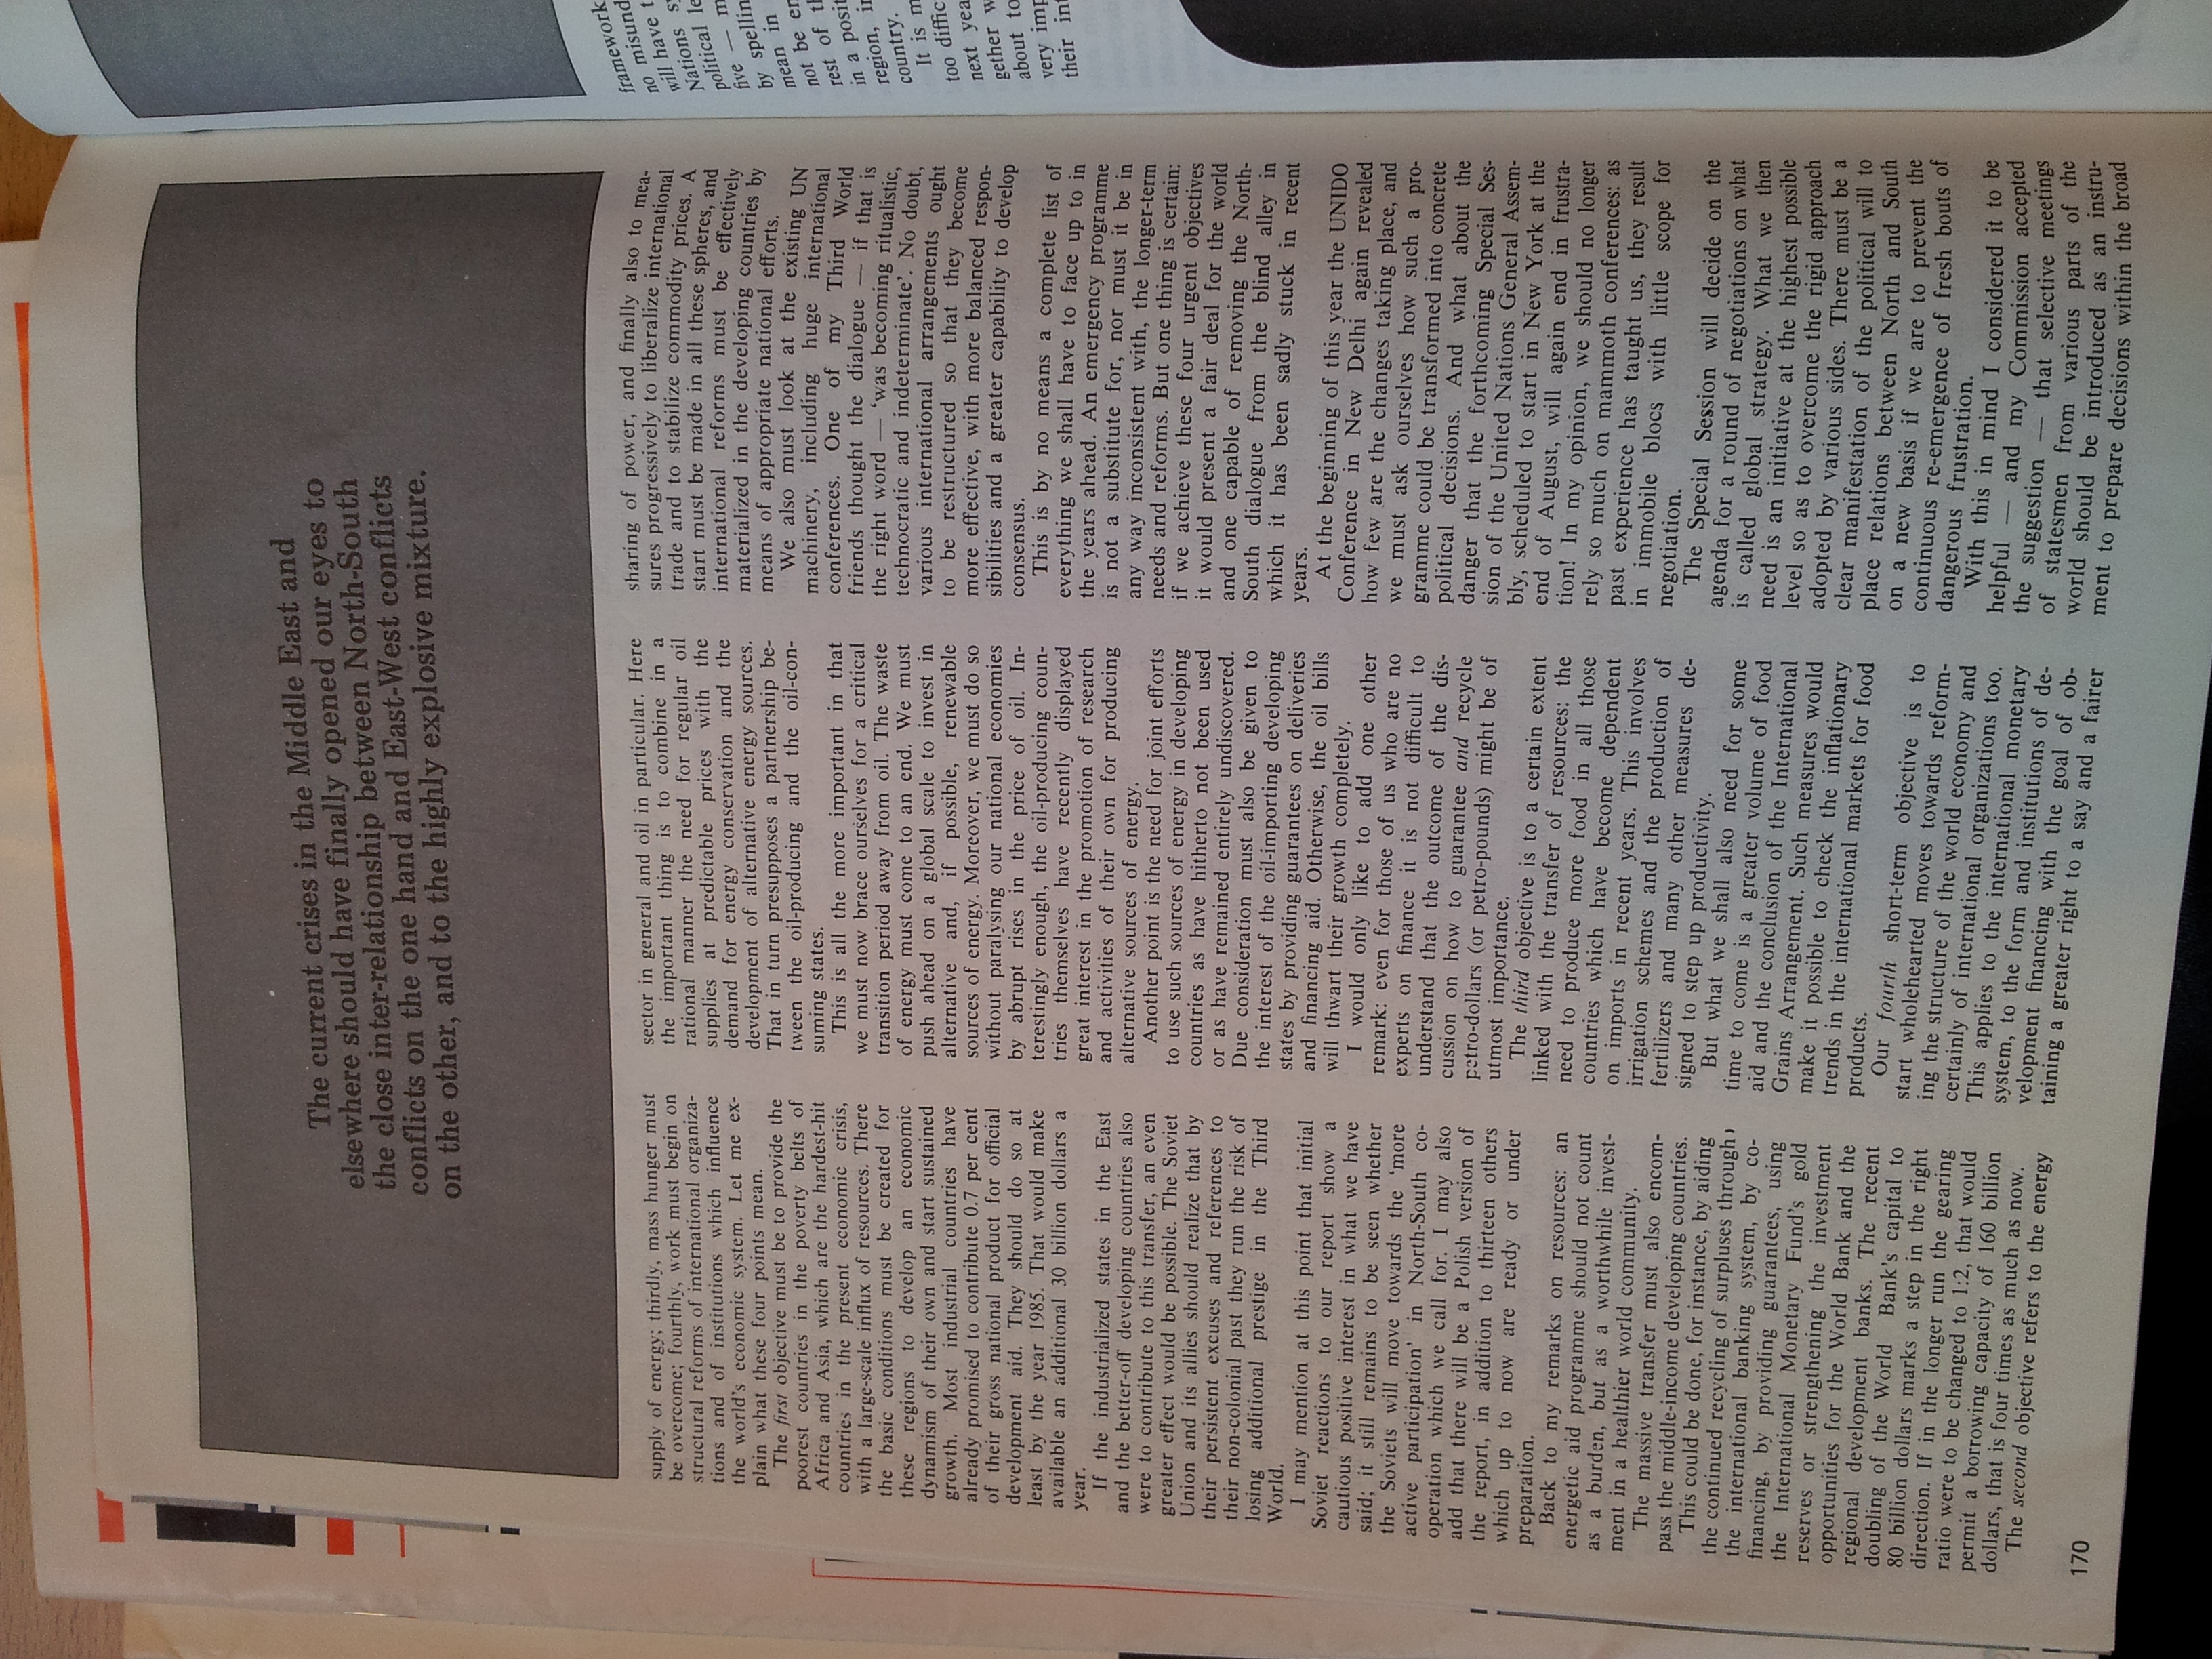 The current crises in the Middle East and
elsewhere should have finally opened our eyes to
the close inter-relationship between North-South
conflicts on the one hand and East-West conflicts
on the other, and to the highly explosive mixture.
supply of energy; thirdly, mass hunger must
be overcome; fourthly, work must begin on
structural reforms of international organiza-
tions and of institutions which influence
the world's economic system. Let me ex-
plain what these four points mean.
The first objective must be to provide the
poorest countries in the poverty belts of
Africa and Asia, which are the hardest-hit
countries in the present economic crisis,
with a large-scale influx of resources. There
the basic conditions must be created for
these regions to develop an economic
dynamism of their own and start sustained
growth. Most industrial countries have
already promised to contribute 0.7 per cent
of their gross national product for official
development aid. They should do so at
least by the year 1985. That would make
available an additional 30 billion dollars a
year.
If the industrialized states in the East
and the better-off developing countries also
were to contribute to this transfer, an even
greater effect would be possible. The Soviet
Union and its allies should realize that by
their persistent excuses and references to
their non-colonial past they run the risk of
losing additional prestige in the Third
World.
I may mention at this point that initial
Soviet reactions to our report show a
cautious positive interest in what we have
said; it still remains to be seen whether
the Soviets will move towards the 'more
active participation' in North-South co-
operation which we call for. I may also
add that there will be a Polish version of
the report, in addition to thirteen others
which up to now are ready or under
preparation.
Back to my remarks on resources: an
energetic aid programme should not count
as a burden, but as a worthwhile invest-
ment in a healthier world community.
The massive transfer must also encom-
pass the middle-income developing countries.
This could be done, for instance, by aiding
the continued recycling of surpluses through,
the international banking system, by co-
financing, by providing guarantees, using
the International Monetary Fund's gold
reserves or strengthening the investment
opportunities for the World Bank and the
regional development banks. The recent
doubling of the World Bank's capital to
80 billion dollars marks a step in the right
direction. If in the longer run the gearing
ratio were to be changed to 1:2, that would
permit a borrowing capacity of 160 billion
dollars, that is four times as much as now.
The second objective refers to the energy
sector in general and oil in particular. Here
the important thing is to combine in a
rational manner the need for regular oil
supplies at predictable prices with the
demand for energy conservation and the
development of alternative energy sources.
That in turn presupposes a partnership be-
tween the oil-producing and the oil-con-
suming states.
This is all the more important in that
we must now brace ourselves for a critical
transition period away from oil. The waste
of energy must come to an end. We must
push ahead on a global scale to invest in
alternative and, if possible, renewable
sources of energy. Moreover, we must do so
without paralysing our national economies
by abrupt rises in the price of oil. In-
terestingly enough, the oil-producing coun-
tries themselves have recently displayed
great interest in the promotion of research
and activities of their own for producing
alternative sources of energy.
Another point is the need for joint efforts
to use such sources of energy in developing
countries as have hitherto not been used
or as have remained entirely undiscovered.
Due consideration must also be given to
the interest of the oil-importing developing
states by providing guarantees on deliveries
and financing aid. Otherwise, the oil bills
will thwart their growth completely.
I would only like to add one other
remark: even for those of us who are no
experts on finance it is not difficult to
understand that the outcome of the dis-
cussion on how to guarantee and recycle
petro-dollars (or petro-pounds) might be of
utmost importance.
The third objective is to a certain extent
linked with the transfer of resources: the
need to produce more food in all those
countries which have become dependent
on imports in recent years. This involves
irrigation schemes and the production of
fertilizers and many other measures de-
signed to step up productivity.
But what we shall also need for some
time to come is a greater volume of food
aid and the conclusion of the International
Grains Arrangement. Such measures would
make it possible to check the inflationary
trends in the international markets for food
products.
Our fourth short-term objective is to
start wholehearted moves towards reform-
ing the structure of the world economy and
certainly of international organizations too.
This applies to the international monetary
system, to the form and institutions of de-
velopment financing with the goal of ob-
taining a greater right to a say and a fairer
sharing of power, and finally also to mea-
sures progressively to liberalize international
trade and to stabilize commodity prices. A
start must be made in all these spheres, and
international reforms must be effectively
materialized in the developing countries by
means of appropriate national efforts.
We also must look at the existing UN
machinery, including huge international
conferences. One of my Third World
friends thought the dialogue — if that is
the right word — 'was becoming ritualistic,
technocratic and indeterminate'. No doubt,
various international arrangements ought
to be restructured so that they become
more effective, with more balanced respon-
sibilities and a greater capability to develop
consensus.
This is by no means a complete list of
everything we shall have to face up to in
the years ahead. An emergency programme
is not a substitute for, nor must it be in
any way inconsistent with, the longer-term
needs and reforms. But one thing is certain:
if we achieve these four urgent objectives
it would present a fair deal for the world
and one capable of removing the North-
South dialogue from the blind alley in
which it has been sadly stuck in recent
years.
At the beginning of this year the UNIDO
Conference in New Delhi again revealed
how few are the changes taking place, and
we must ask ourselves how such a pro-
gramme could be transformed into concrete
political decisions. And what about the
danger that the forthcoming Special Ses-
sion of the United Nations General Assem-
bly, scheduled to start in New York at the
end of August, will again end in frustra-
tion! In my opinion, we should no longer
rely so much on mammoth conferences: as
past experience has taught us, they result
in immobile blocs with little scope for
negotiation.
The Special Session will decide on the
agenda for a round of negotiations on what
is called global strategy. What we then
need is an initiative at the highest possible
level so as to overcome the rigid approach
adopted by various sides. There must be a
clear manifestation of the political will to
place relations between North and South
on a new basis if we are to prevent the
continuous re-emergence of fresh bouts of
dangerous frustration.
With this in mind I considered it to be
helpful — and my Commission accepted
the suggestion — that selective meetings
of statesmen from various parts of the
world should be introduced as an instru-
ment to prepare decisions within the broad
170
framework
no misund
will have t
Nations s
political le
five — m
by spellin
mean in
not be er
rest of th
in a posit
region, in
country.
It is m
too diffic
next yea
gether w
about to
very imp
their int